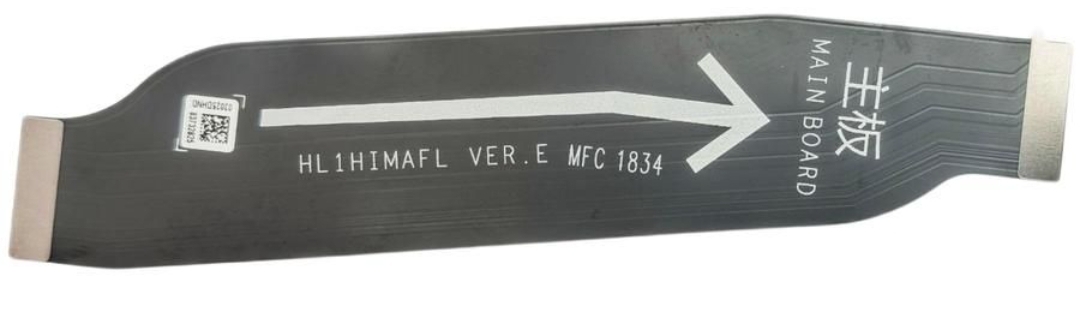 HL1HIMAFL VER.E MFC 1834
主板
MAIN BOARD